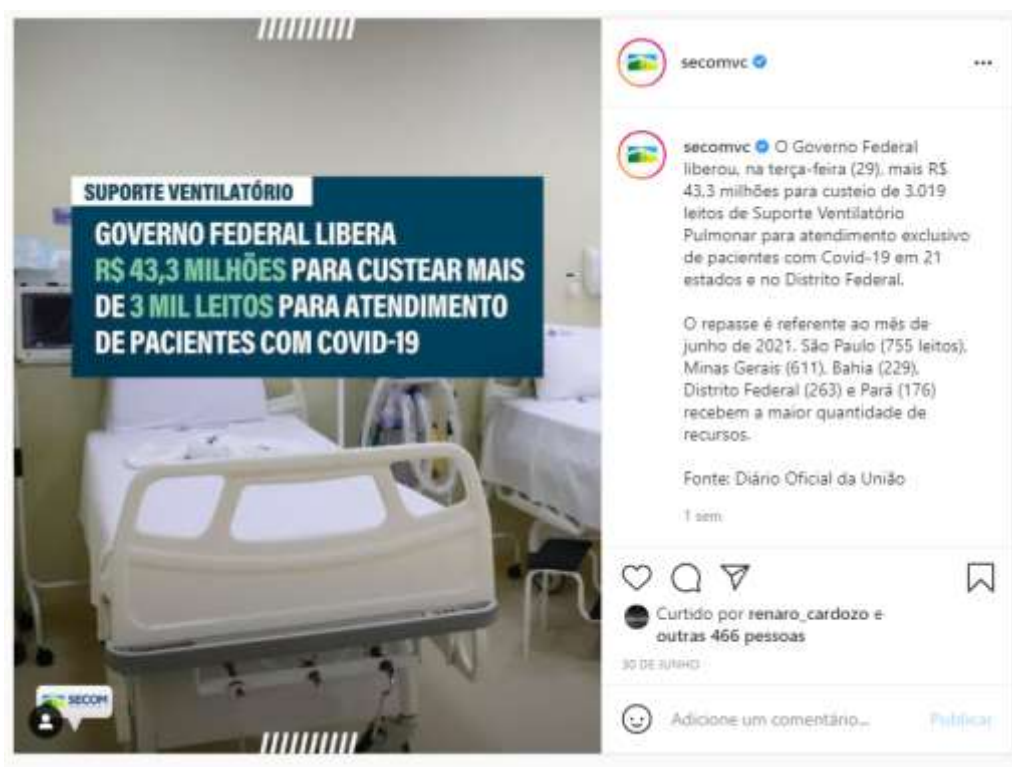 SUPORTE VENTILATÓRIO
GOVERNO FEDERAL LIBERA
R$ 43,3 MILHÕES PARA CUSTEAR MAIS
DE 3 MIL LEITOS PARA ATENDIMENTO
DE PACIENTES COM COVID-19
SECOM
secomvc
secomvc O Governo Federal
liberou, na terça-feira (29), mais R$
43,3 milhões para custeio de 3.019
leitos de Suporte Ventilatório
Pulmonar para atendimento exclusivo
de pacientes com Covid-19 em 21
estados e no Distrito Federal.
O repasse é referente ao mês de
junho de 2021. São Paulo (755 leitos),
Minas Gerais (611), Bahia (229),
Distrito Federal (263) e Pará (176)
recebem a maior quantidade de
recursos.
Fonte: Diário Oficial da União
1 sem
Curtido por renaro_cardozo e
outras 466 pessoas
30 DE JUNHO
Adicione um comentário... Publicar